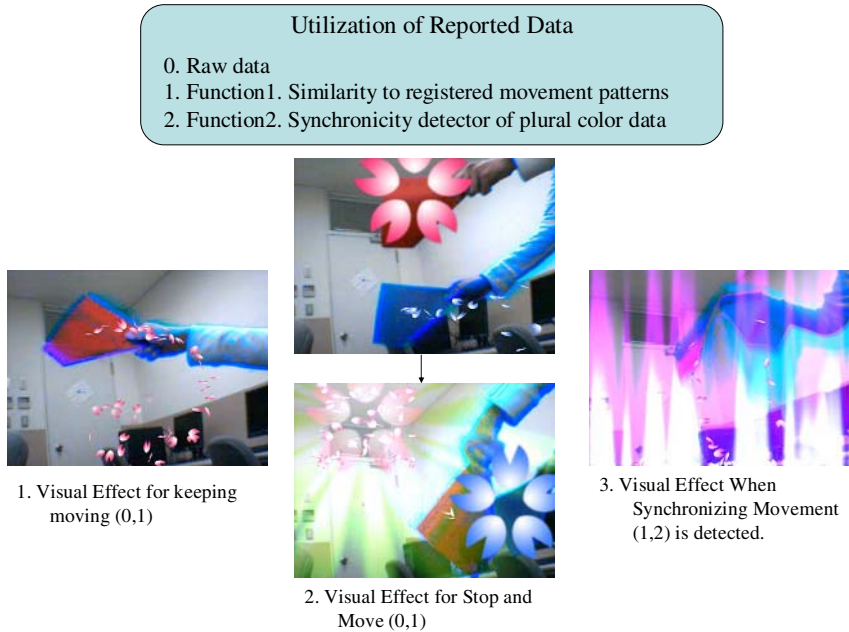 Utilization of Reported Data
0. Raw data
1. Function1. Similarity to registered movement patterns
2. Function2. Synchronicity detector of plural color data
1. Visual Effect for keeping
moving (0,1)
2. Visual Effect for Stop and
Move (0,1)
3. Visual Effect When
Synchronizing Movement
(1,2) is detected.